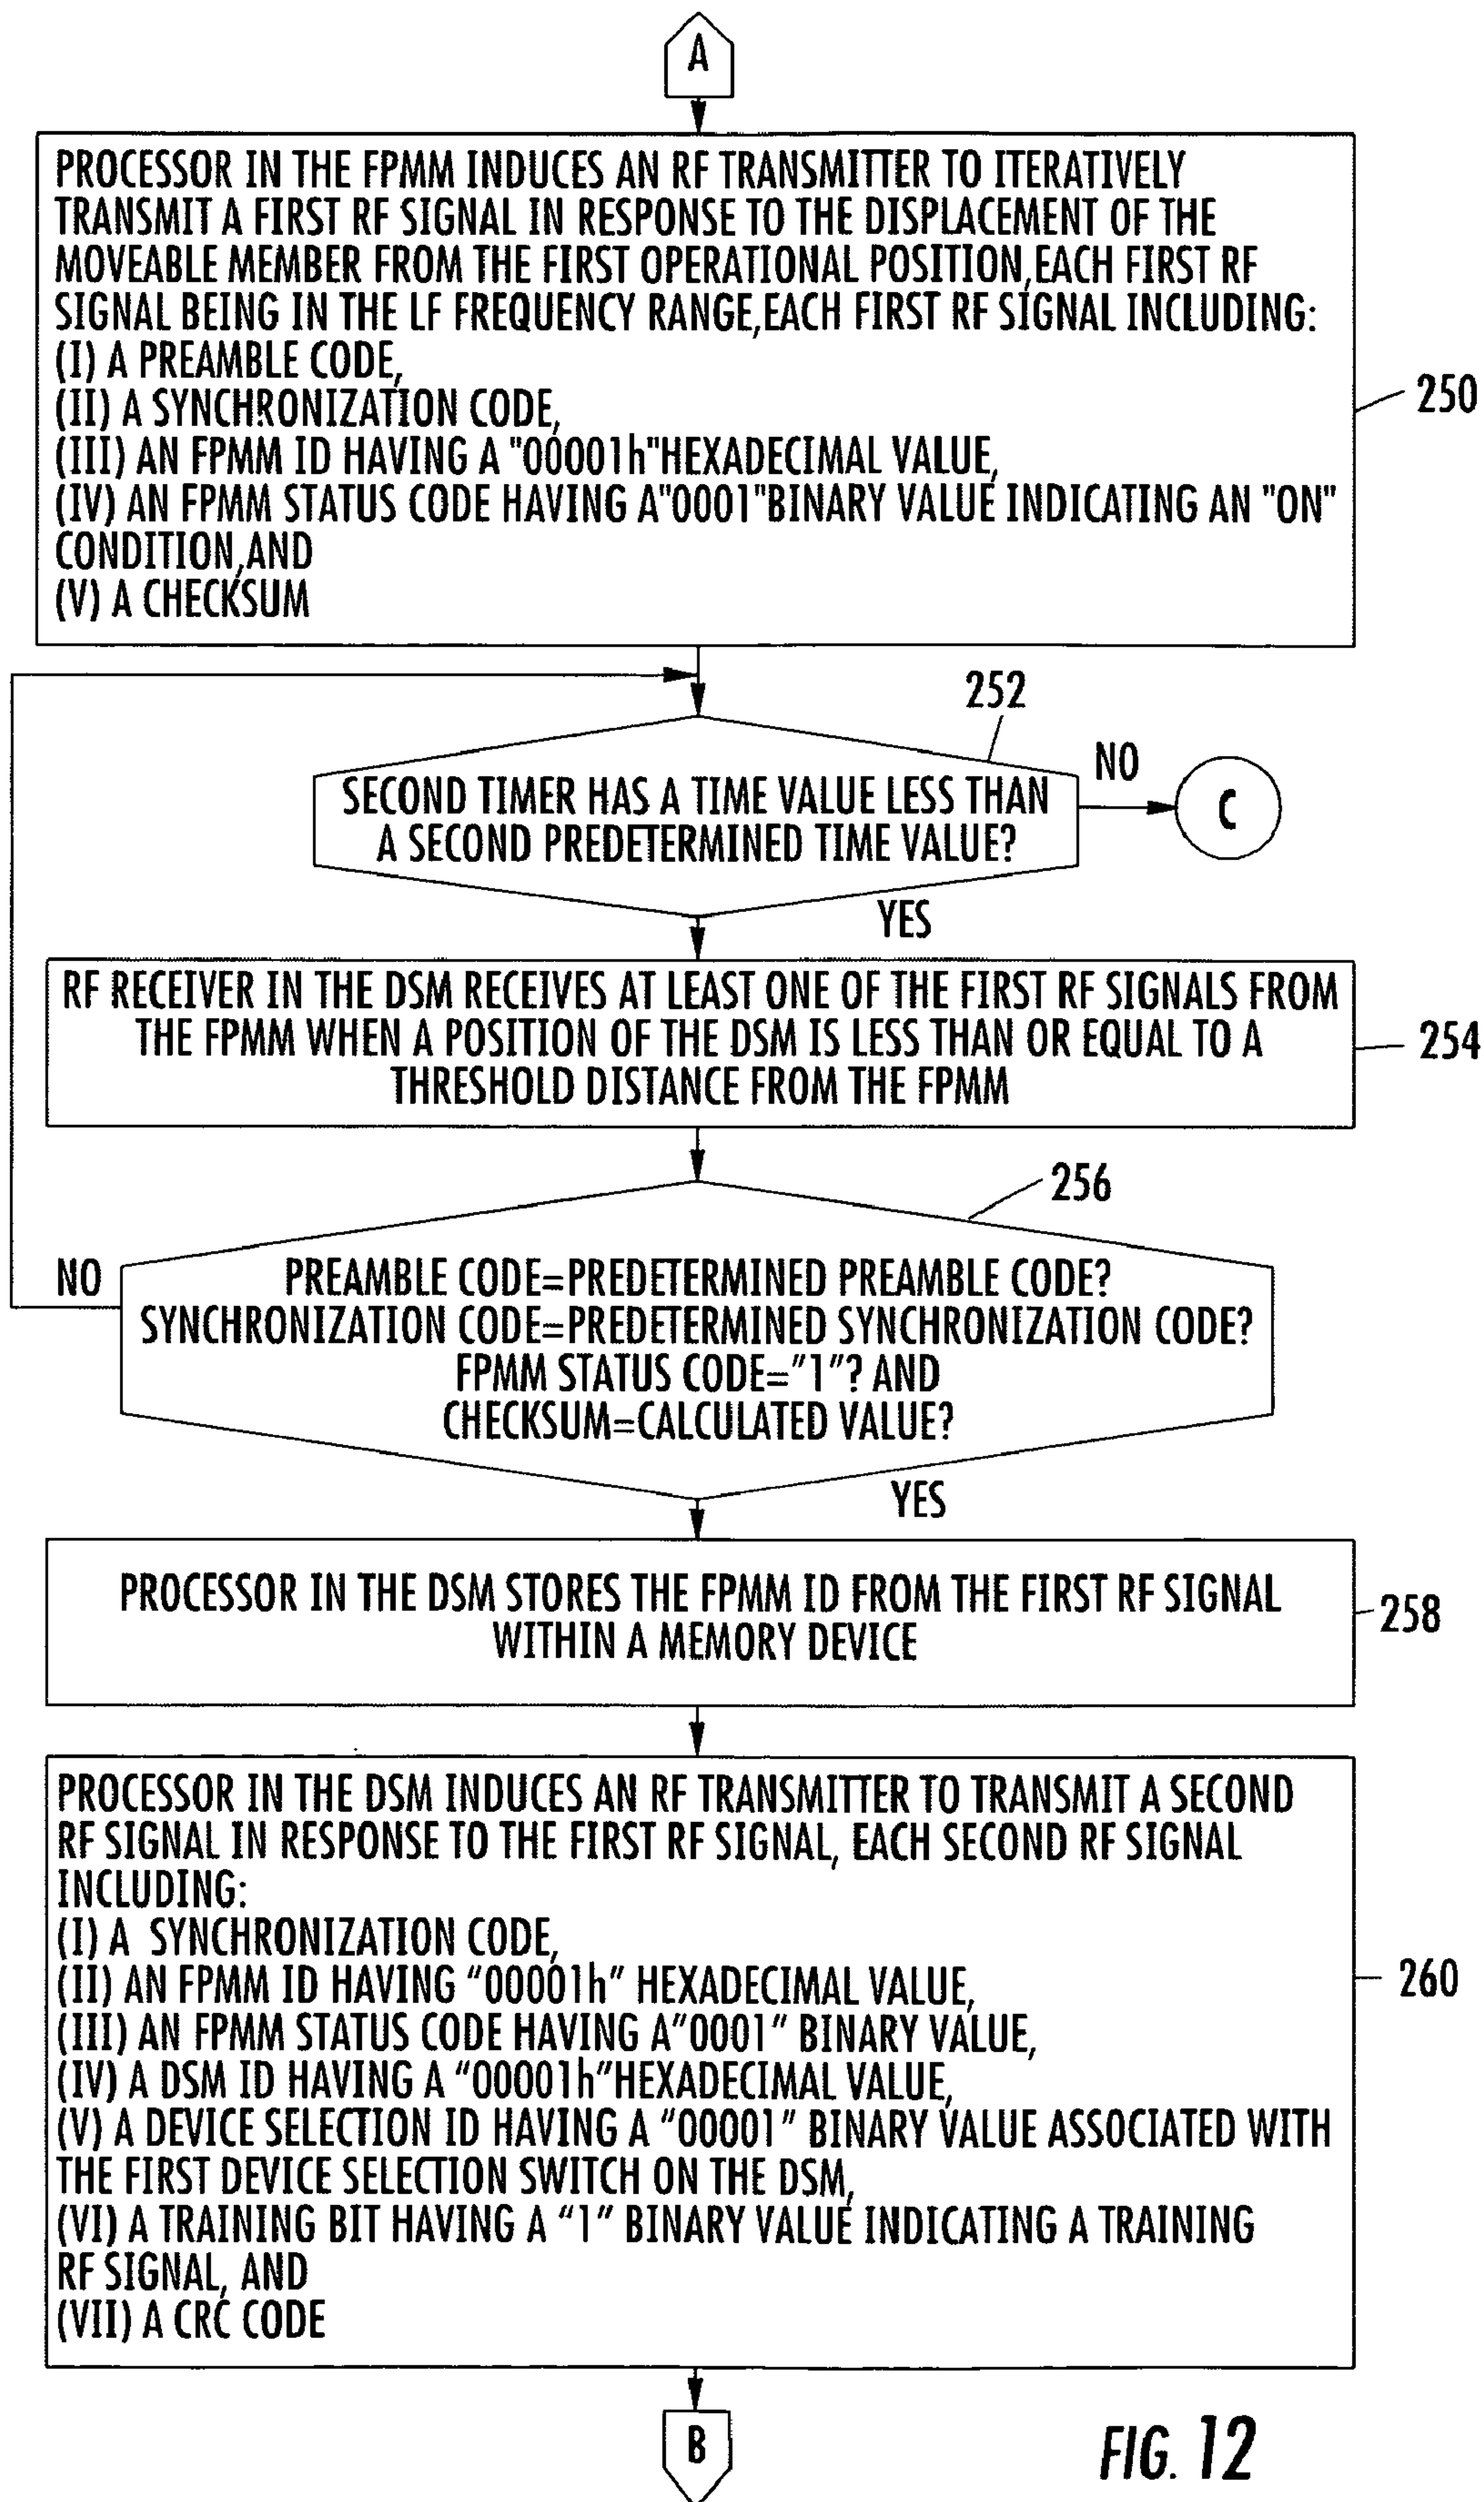 A
PROCESSOR IN THE FPMM INDUCES AN RF TRANSMITTER TO ITERATIVELY
TRANSMIT A FIRST RF SIGNAL IN RESPONSE TO THE DISPLACEMENT OF THE
MOVEABLE MEMBER FROM THE FIRST OPERATIONAL POSITION,EACH FIRST RF
SIGNAL BEING IN THE LF FREQUENCY RANGE,EACH FIRST RF SIGNAL INCLUDING:
(I) A PREAMBLE CODE,
(II) A SYNCHRONIZATION CODE,
(III) AN FPMM ID HAVING A "00001h"HEXADECIMAL VALUE,
(IV) AN FPMM STATUS CODE HAVING A"0001"BINARY VALUE INDICATING AN "ON"
CONDITION,AND
(V) A CHECKSUM
250
252
SECOND TIMER HAS A TIME VALUE LESS THAN
A SECOND PREDETERMINED TIME VALUE?
NO
C
YES
RF RECEIVER IN THE DSM RECEIVES AT LEAST ONE OF THE FIRST RF SIGNALS FROM
THE FPMM WHEN A POSITION OF THE DSM IS LESS THAN OR EQUAL TO A
THRESHOLD DISTANCE FROM THE FPMM
254
256
NO
PREAMBLE CODE=PREDETERMINED PREAMBLE CODE?
SYNCHRONIZATION CODE=PREDETERMINED SYNCHRONIZATION CODE?
FPMM STATUS CODE="1"? AND
CHECKSUM=CALCULATED VALUE?
YES
PROCESSOR IN THE DSM STORES THE FPMM ID FROM THE FIRST RF SIGNAL
WITHIN A MEMORY DEVICE
258
PROCESSOR IN THE DSM INDUCES AN RF TRANSMITTER TO TRANSMIT A SECOND
RF SIGNAL IN RESPONSE TO THE FIRST RF SIGNAL, EACH SECOND RF SIGNAL
INCLUDING:
(I) A SYNCHRONIZATION CODE,
(II) AN FPMM ID HAVING "00001h" HEXADECIMAL VALUE,
(III) AN FPMM STATUS CODE HAVING A"0001" BINARY VALUE,
(IV) A DSM ID HAVING A "00001h"HEXADECIMAL VALUE,
(V) A DEVICE SELECTION ID HAVING A "00001" BINARY VALUE ASSOCIATED WITH
THE FIRST DEVICE SELECTION SWITCH ON THE DSM,
(VI) A TRAINING BIT HAVING A "1" BINARY VALUE INDICATING A TRAINING
RF SIGNAL, AND
(VII) A CRC CODE
260
B
FIG. 12